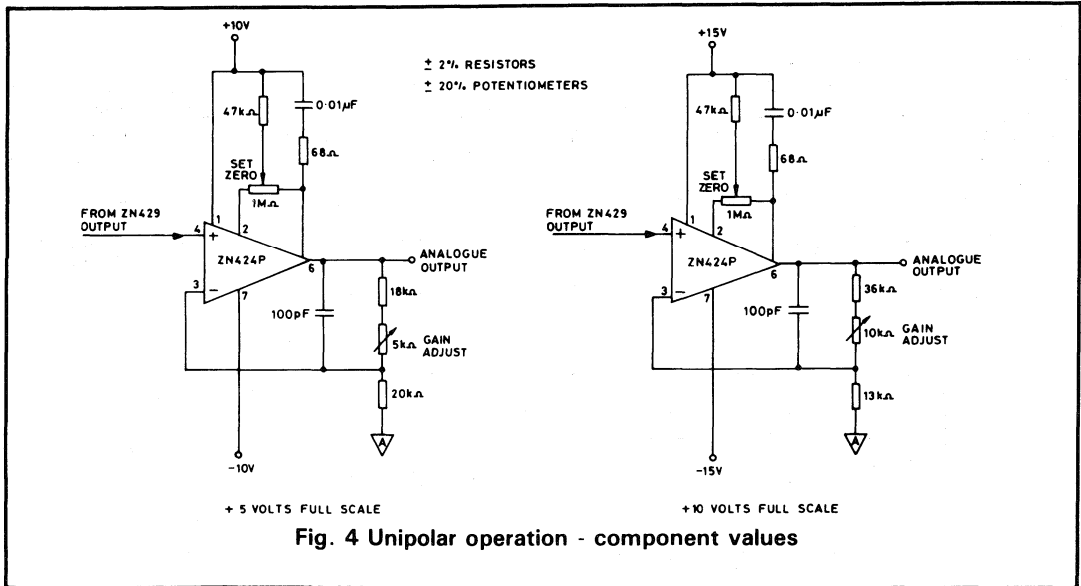 +10V
± 2% RESISTORS
± 20% POTENTIOMETERS
47kΩ
0·01µF
68Ω
SET
ZERO
1MΩ
FROM ZN429
OUTPUT
1
2
4
+
ZN424P
6
ANALOGUE
OUTPUT
3
−
7
18kΩ
100pF
5kΩ
GAIN
ADJUST
20kΩ
A
-10V
+ 5 VOLTS FULL SCALE
+15V
47kΩ
0·01µF
68Ω
SET
ZERO
1MΩ
FROM ZN429
OUTPUT
1
2
4
+
ZN424P
6
ANALOGUE
OUTPUT
3
−
7
36kΩ
100pF
10kΩ
GAIN
ADJUST
13kΩ
A
-15V
+10 VOLTS FULL SCALE
Fig. 4 Unipolar operation - component values